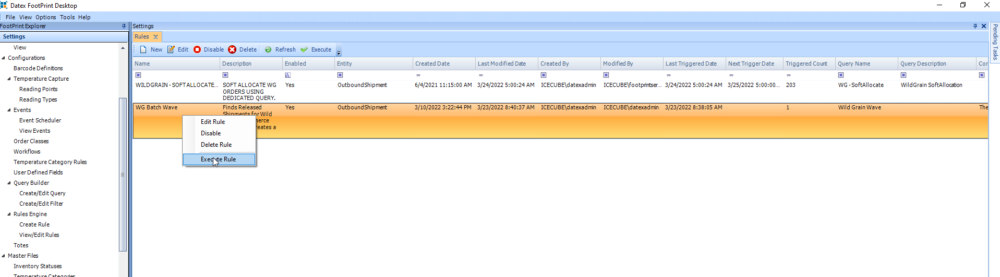 Datex FootPrint Desktop
File View Options Tools Help
FootPrint Explorer
Settings
View
Configurations
Barcode Definitions
Temperature Capture
Reading Points
Reading Types
Events
Event Scheduler
View Events
Order Classes
Workflows
Temperature Category Rules
User Defined Fields
Query Builder
Create/Edit Query
Create/Edit Filter
Rules Engine
Create Rule
View/Edit Rules
Totes
Master Files
Inventory Statuses
Temperature Categories
Settings
Rules
New Edit Disable Delete Refresh Execute
Name Description Enabled Entity Created Date Last Modified Date Created By Modified By Last Triggered Date Next Trigger Date Triggered Count Query Name Query Description Cor
A = = = = =
WILDGRAIN - SOFTALLOCATE... SOFT ALLOCATE WG Yes OutboundShipment 6/4/2021 11:15:00 AM 3/24/2022 5:00:24 AM ICECUBE\datexadmin ICECUBE\footprintser... 3/24/2022 5:00:24 AM 3/25/2022 5:00:00... 203 WG -SoftAllocate WildGrain SoftAllocation
ORDERS USING
DEDICATED QUERY.
WG Batch Wave Finds Released Yes OutboundShipment 3/10/2022 3:22:44 PM 3/23/2022 8:40:37 AM ICECUBE\datexadmin ICECUBE\datexadmin 3/23/2022 8:38:05 AM 1 Wild Grain Wave The
Shipments for Wild
merce
reates a
Edit Rule
Disable
Delete Rule
Execute Rule
Pending Tasks